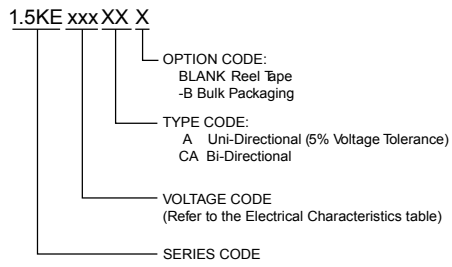 1.5KE xxx XX X
OPTION CODE:
BLANK Reel Tape
-B Bulk Packaging
TYPE CODE:
A Uni-Directional (5% Voltage Tolerance)
CA Bi-Directional
VOLTAGE CODE
(Refer to the Electrical Characteristics table)
SERIES CODE